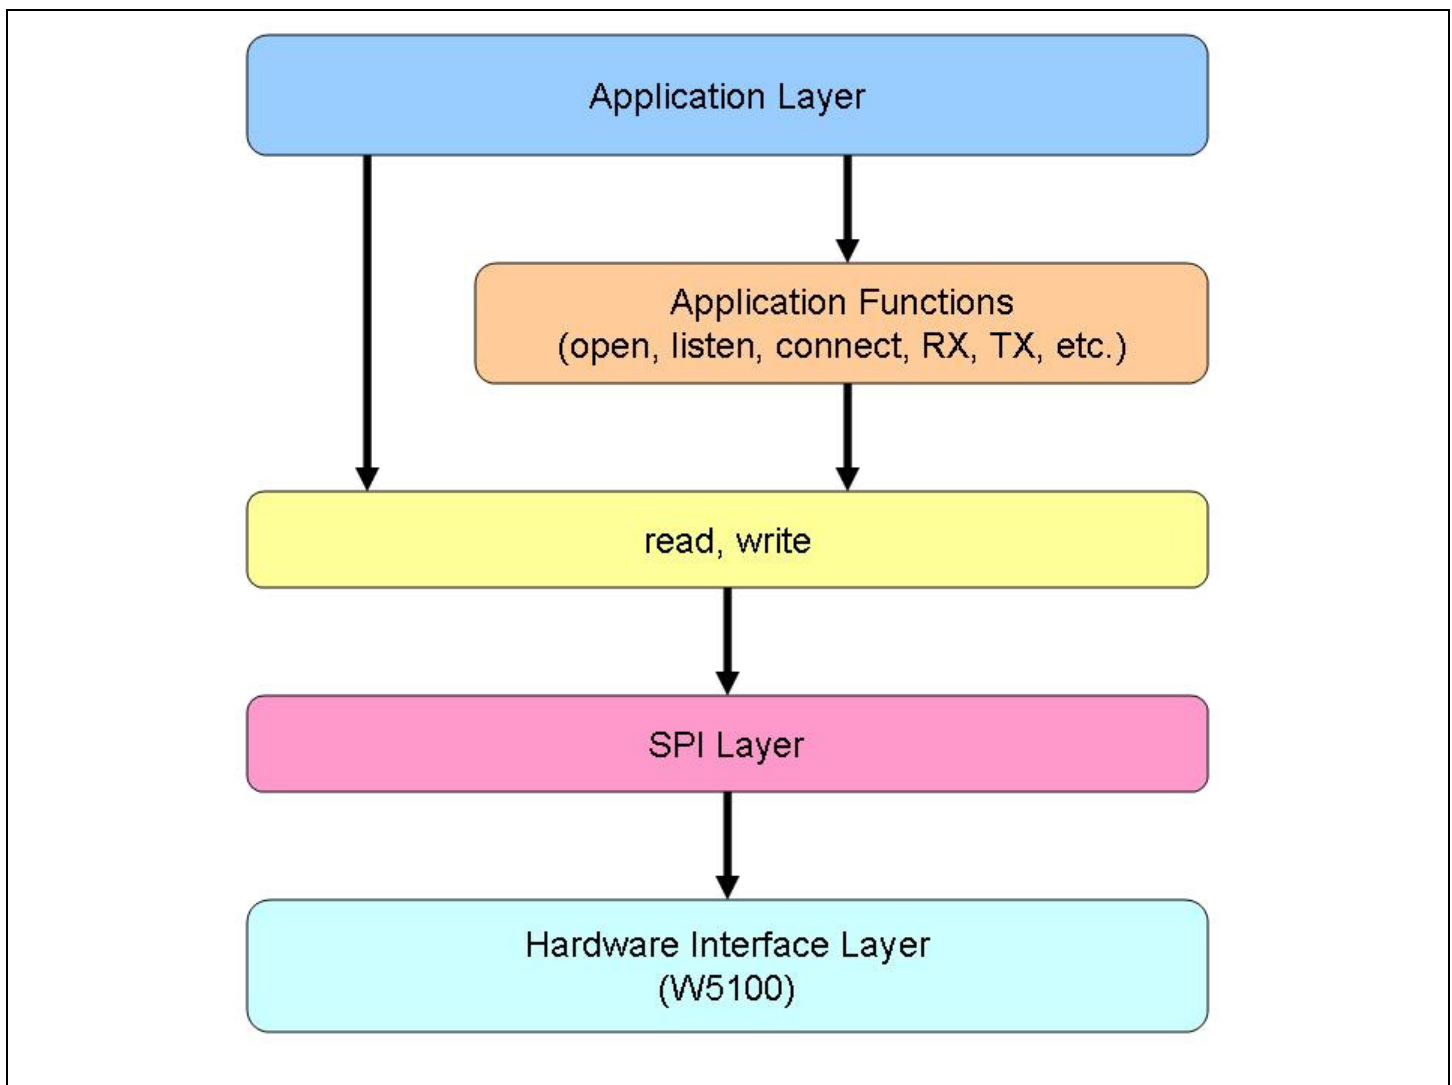 Application Layer
Application Functions
(open, listen, connect, RX, TX, etc.)
read, write
SPI Layer
Hardware Interface Layer
(W5100)